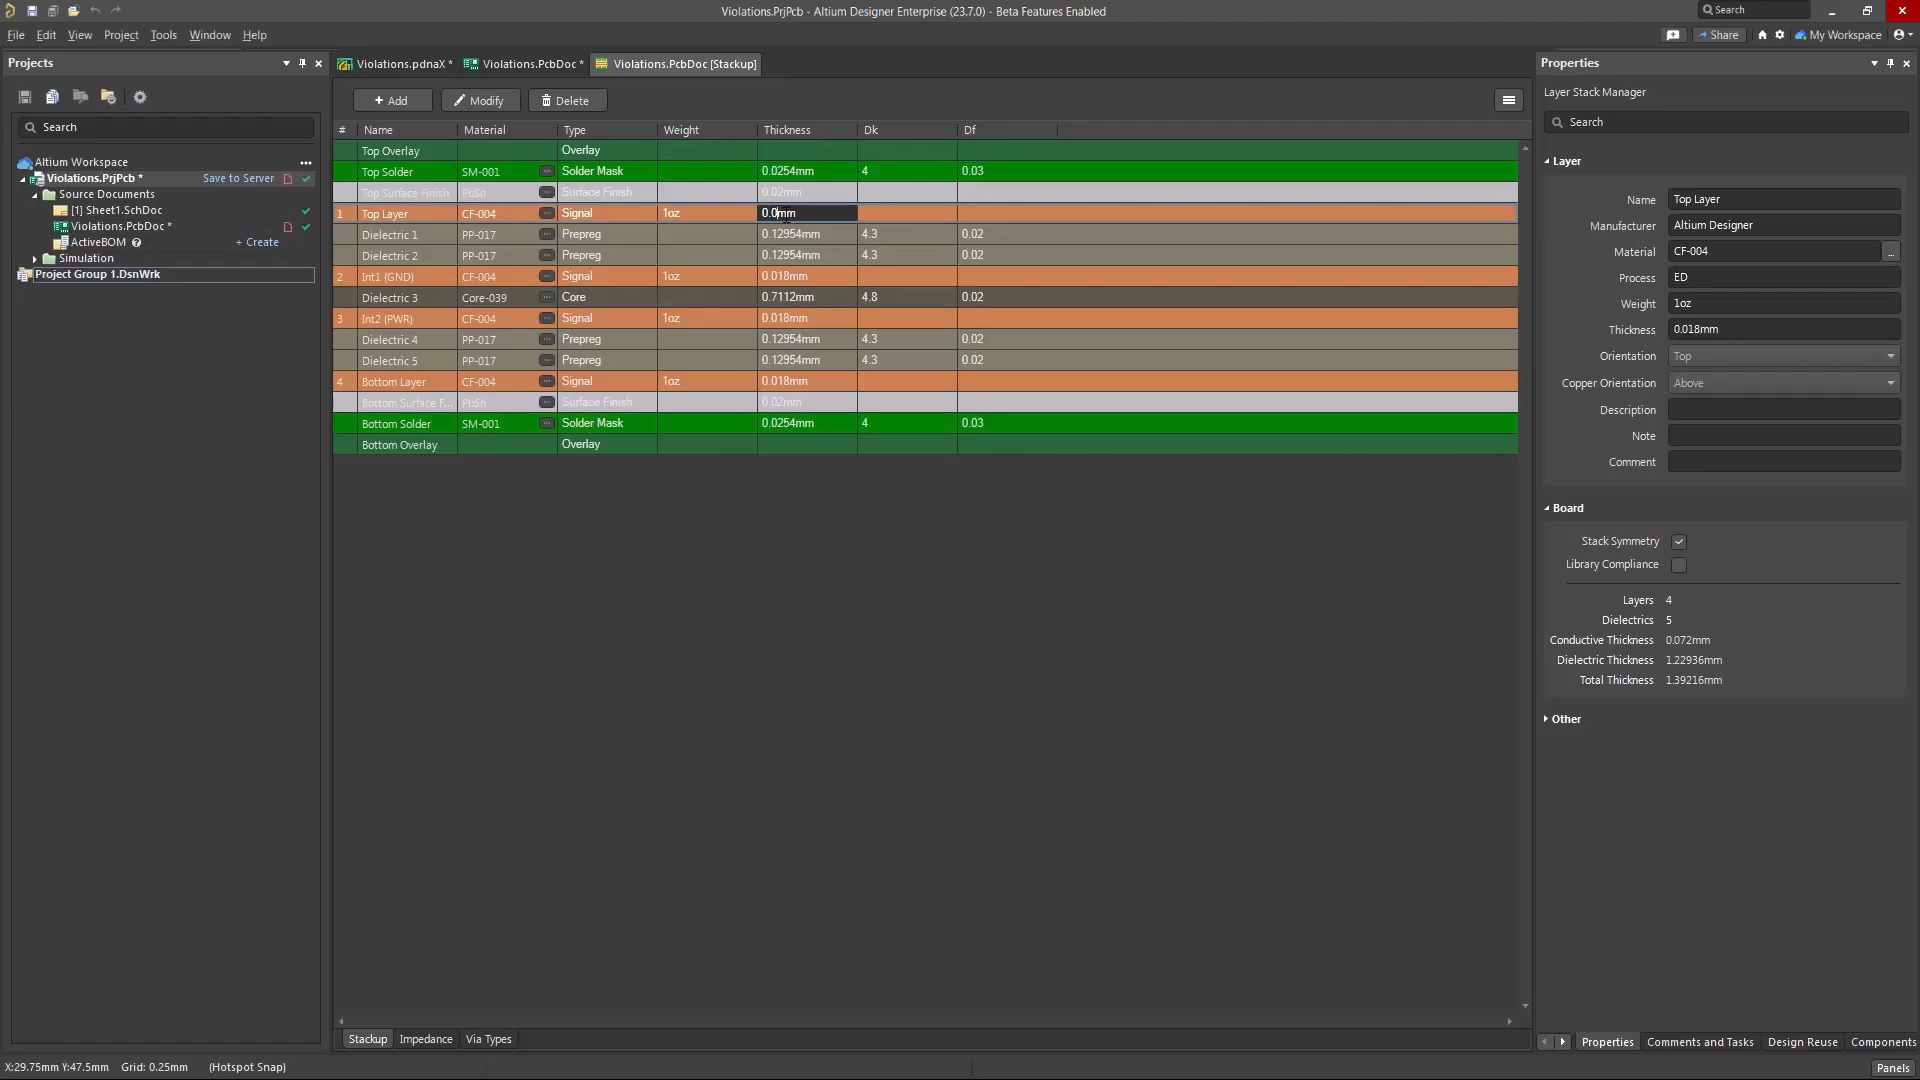 Violations.PrjPcb - Altium Designer Enterprise (23.7.0) - Beta Features Enabled
Search
File Edit View Project Tools Window Help
Share My Workspace
Projects
Violations.pdnaX * Violations.PcbDoc * Violations.PcbDoc [Stackup]
Properties
Search
Altium Workspace
Violations.PrjPcb * Save to Server
Source Documents
[1] Sheet1.SchDoc
Violations.PcbDoc *
ActiveBOM + Create
Simulation
Project Group 1.DsnWrk
+ Add Modify Delete
# Name Material Type Weight Thickness Dk Df
Top Overlay Overlay
Top Solder SM-001 Solder Mask 0.0254mm 4 0.03
Top Surface Finish PbSn Surface Finish 0.02mm
1 Top Layer CF-004 Signal 1oz 0.0mm
Dielectric 1 PP-017 Prepreg 0.12954mm 4.3 0.02
Dielectric 2 PP-017 Prepreg 0.12954mm 4.3 0.02
2 Int1 (GND) CF-004 Signal 1oz 0.018mm
Dielectric 3 Core-039 Core 0.7112mm 4.8 0.02
3 Int2 (PWR) CF-004 Signal 1oz 0.018mm
Dielectric 4 PP-017 Prepreg 0.12954mm 4.3 0.02
Dielectric 5 PP-017 Prepreg 0.12954mm 4.3 0.02
4 Bottom Layer CF-004 Signal 1oz 0.018mm
Bottom Surface F... PbSn Surface Finish 0.02mm
Bottom Solder SM-001 Solder Mask 0.0254mm 4 0.03
Bottom Overlay Overlay
Stackup Impedance Via Types
Layer Stack Manager
Search
Layer
Name Top Layer
Manufacturer Altium Designer
Material CF-004 ...
Process ED
Weight 1oz
Thickness 0.018mm
Orientation Top
Copper Orientation Above
Description
Note
Comment
Board
Stack Symmetry
Library Compliance
Layers 4
Dielectrics 5
Conductive Thickness 0.072mm
Dielectric Thickness 1.22936mm
Total Thickness 1.39216mm
Other
Properties Comments and Tasks Design Reuse Components
X:29.75mm Y:47.5mm Grid: 0.25mm (Hotspot Snap)
Panels